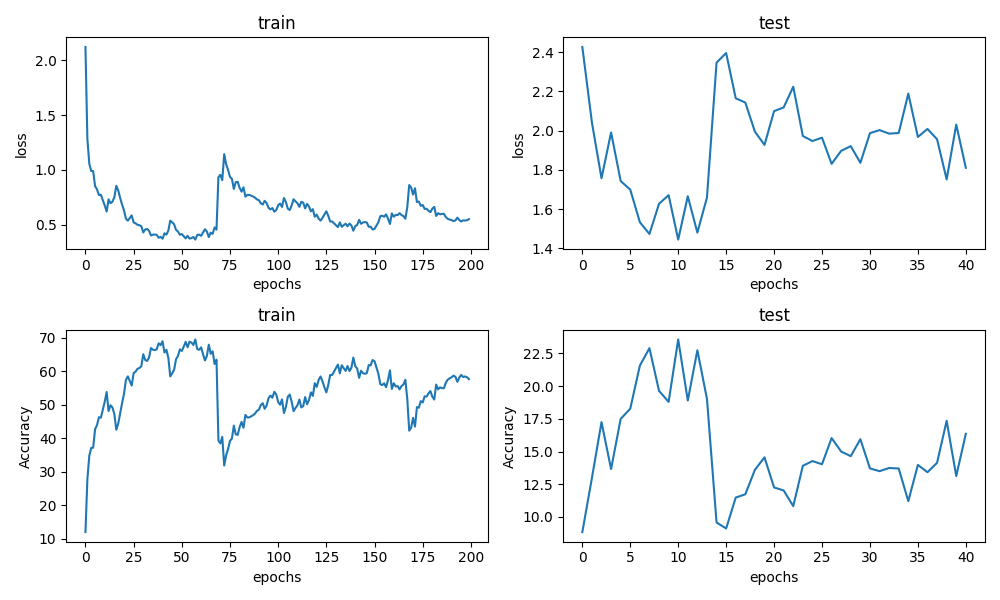 train
test
loss
2.0
1.5
1.0
0.5
0 25 50 75 100 125 150 175 200
epochs
loss
2.4
2.2
2.0
1.8
1.6
1.4
0 5 10 15 20 25 30 35 40
epochs
train
test
Accuracy
70
60
50
40
30
20
10
0 25 50 75 100 125 150 175 200
epochs
Accuracy
22.5
20.0
17.5
15.0
12.5
10.0
0 5 10 15 20 25 30 35 40
epochs